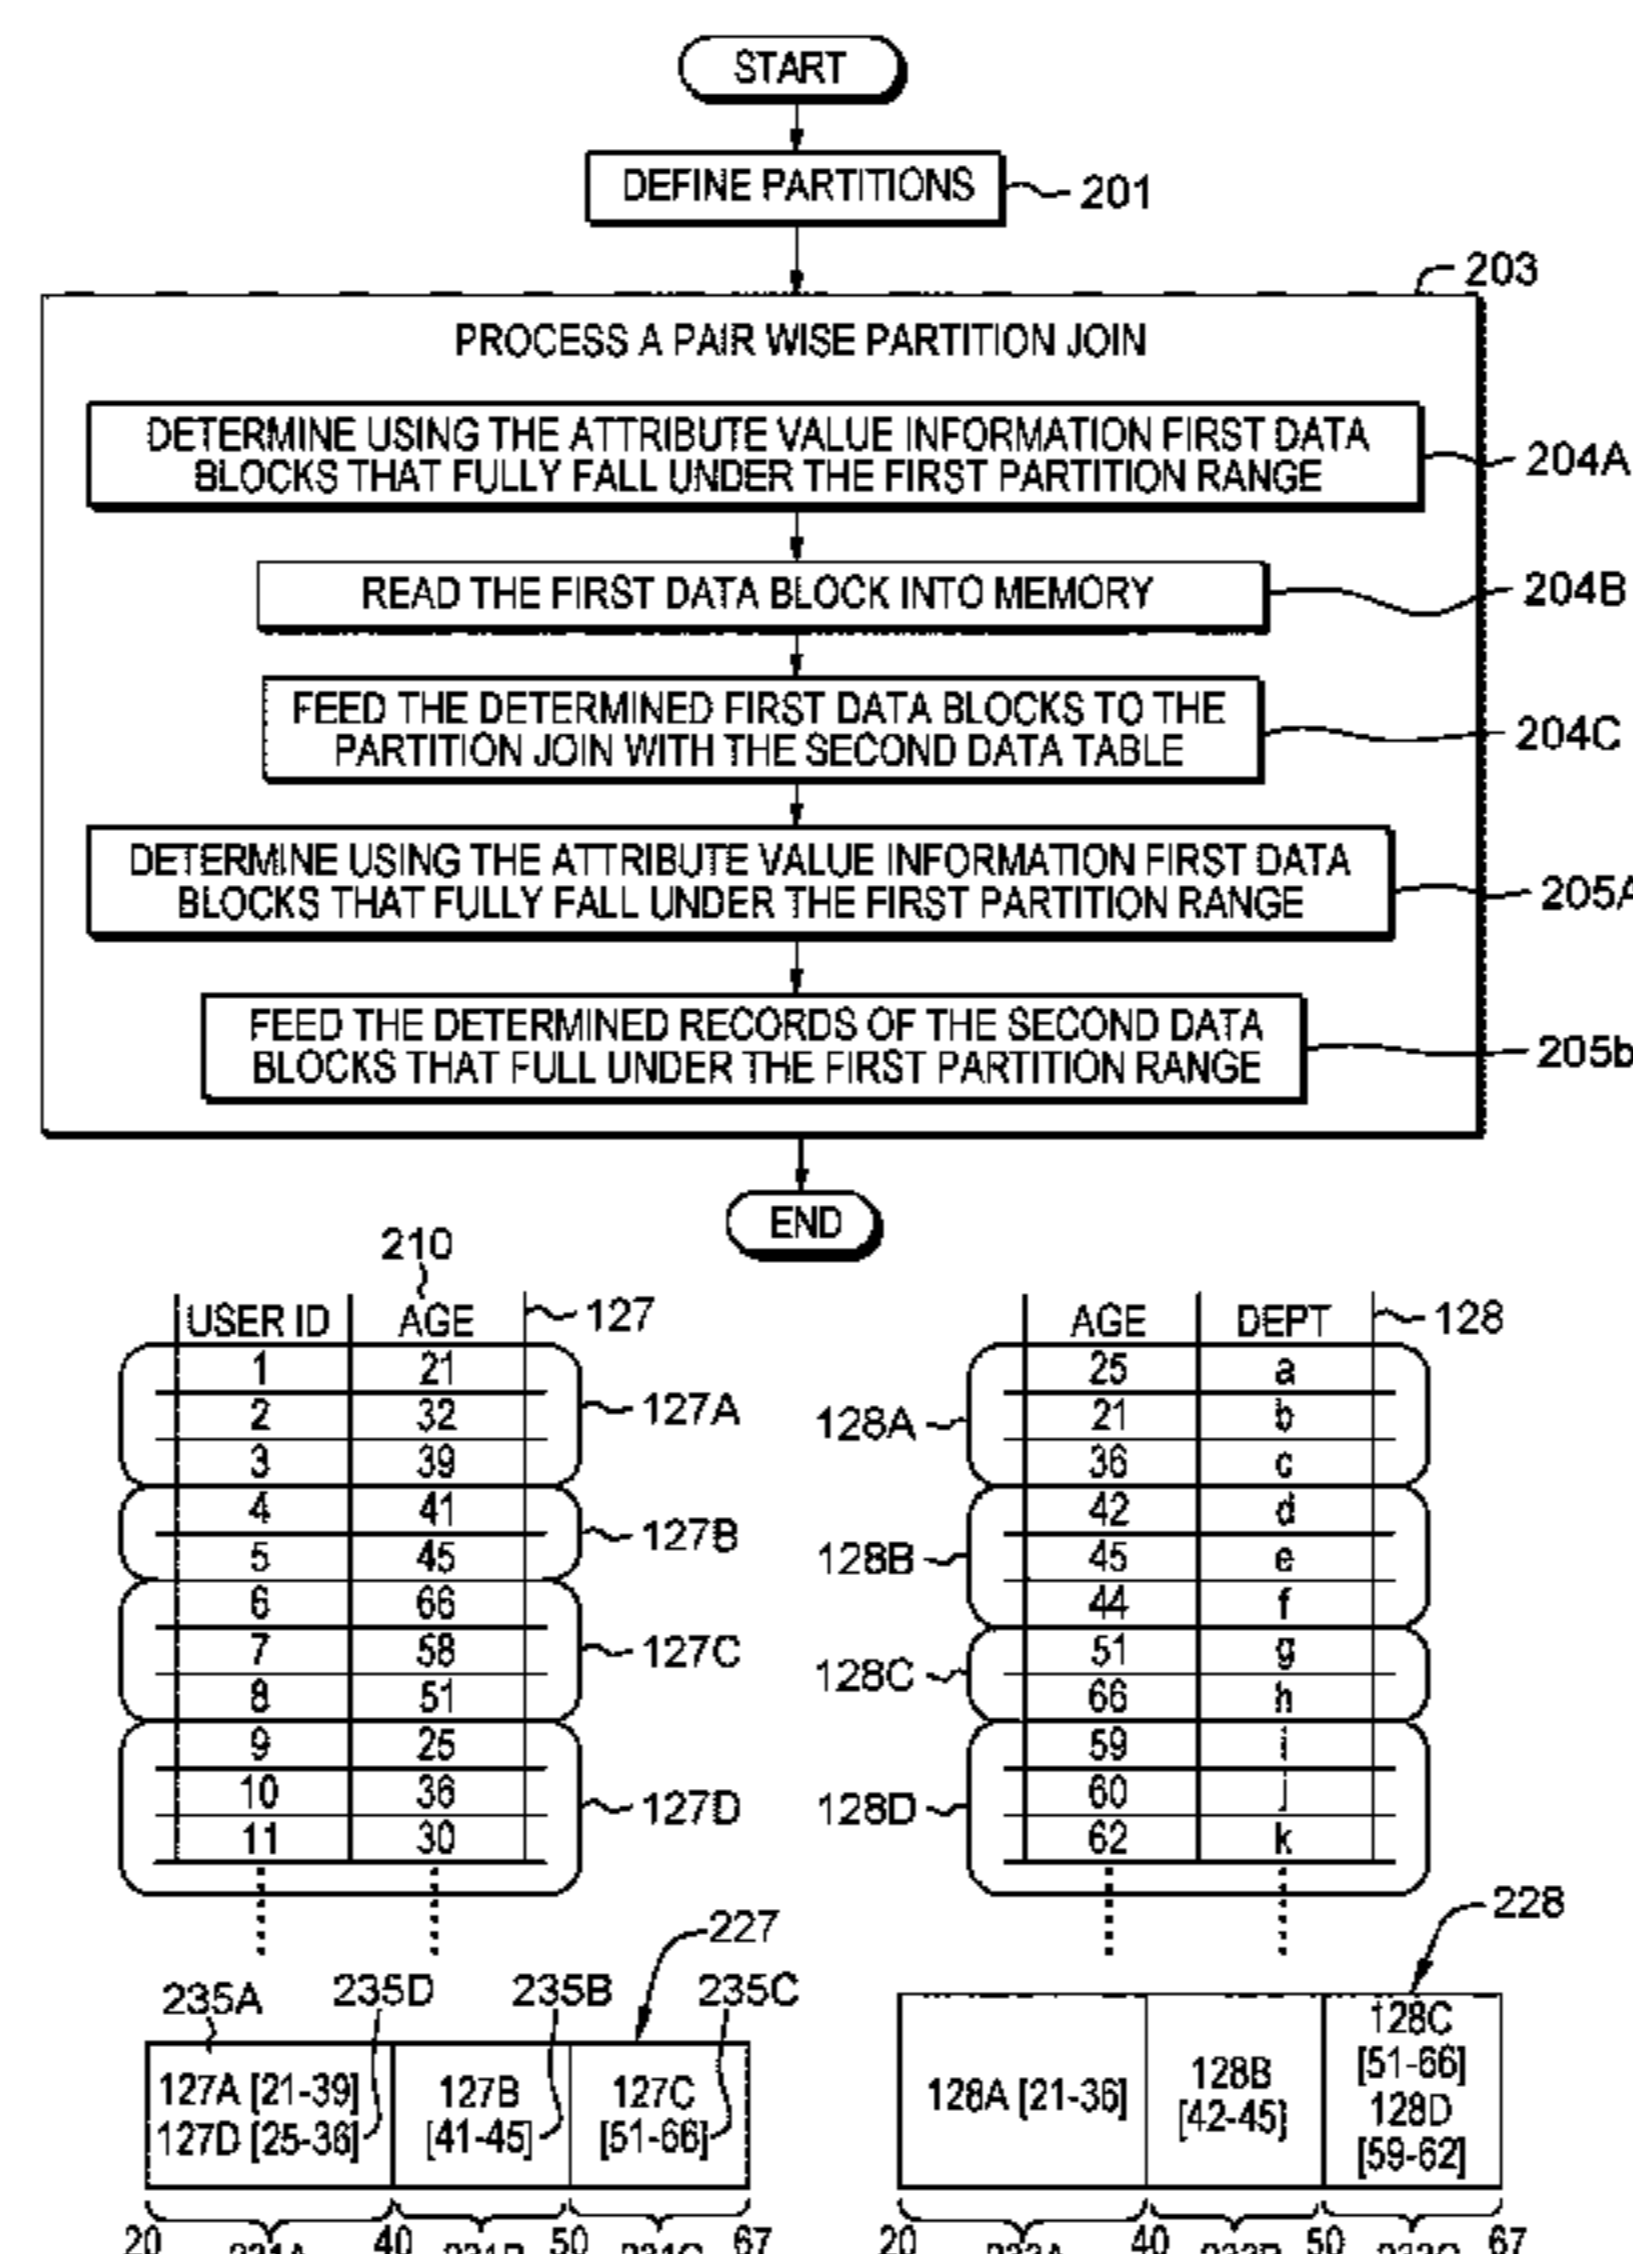 START
DEFINE PARTITIONS
201
203
PROCESS A PAIR WISE PARTITION JOIN
DETERMINE USING THE ATTRIBUTE VALUE INFORMATION FIRST DATA
BLOCKS THAT FULLY FALL UNDER THE FIRST PARTITION RANGE
204A
READ THE FIRST DATA BLOCK INTO MEMORY
204B
FEED THE DETERMINED FIRST DATA BLOCKS TO THE
PARTITION JOIN WITH THE SECOND DATA TABLE
204C
DETERMINE USING THE ATTRIBUTE VALUE INFORMATION FIRST DATA
BLOCKS THAT FULLY FALL UNDER THE FIRST PARTITION RANGE
205A
FEED THE DETERMINED RECORDS OF THE SECOND DATA
BLOCKS THAT FULL UNDER THE FIRST PARTITION RANGE
205b
END
210
USER ID AGE 127
1 21
2 32
3 39
127A
4 41
5 45
127B
6 66
7 58
8 51
127C
9 25
10 36
11 30
127D
AGE DEPT 128
25 a
21 b
36 c
128A
42 d
45 e
44 f
128B
51 g
66 h
128C
59 i
60 j
62 k
128D
227
235A 235D 235B 235C
127A [21-39]
127D [25-36]
127B
[41-45]
127C
[51-66]
20 40 50 67
228
128A [21-36]
128B
[42-45]
128C
[51-66]
128D
[59-62]
20 40 50 67